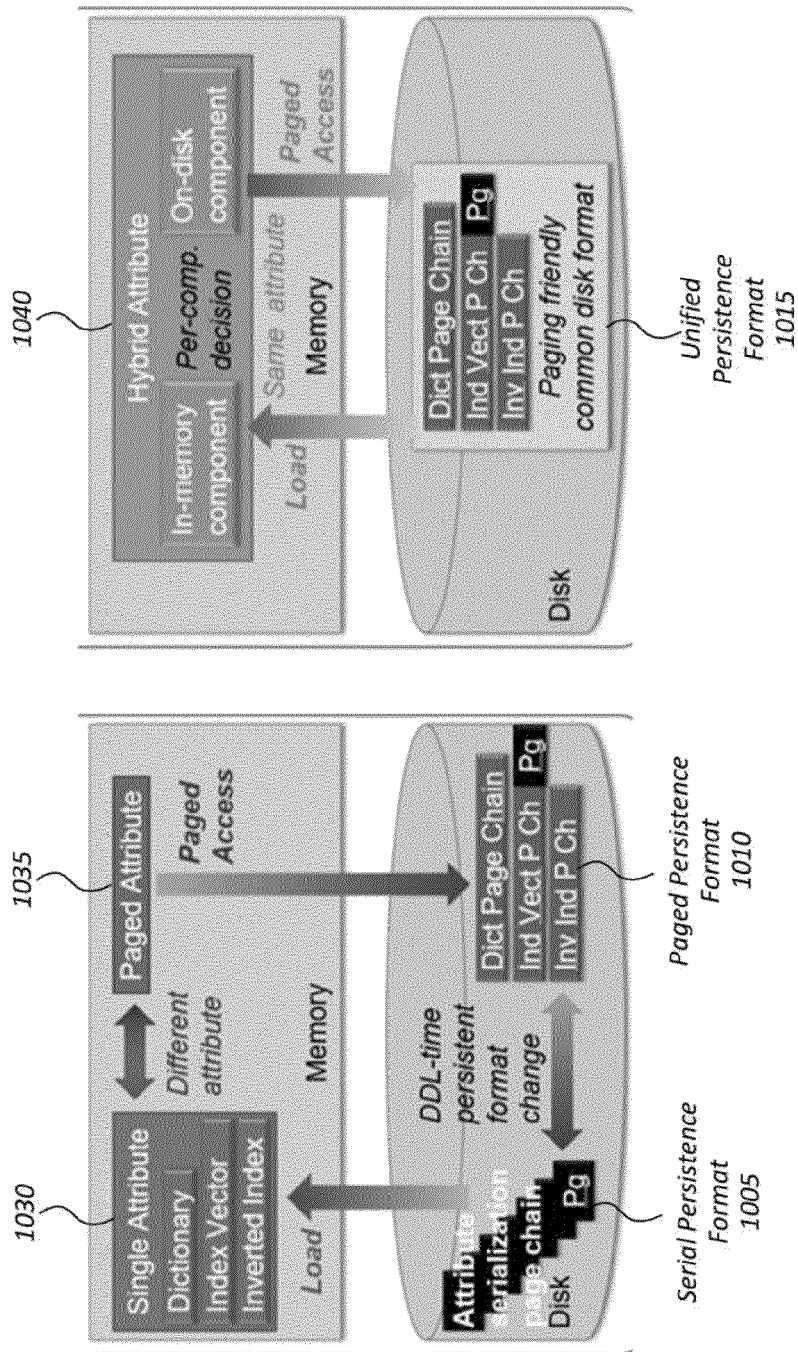 1030
1035
Single Attribute
Dictionary
Index Vector
Inverted Index
Different
attribute
Paged Attribute
Paged
Access
Load
Memory
Attribute
serialization
page chain
Pg
Disk
DDL-time
persistent
format
change
Dict Page Chain
Ind Vect P Ch
Pg
Inv Ind P Ch
Serial Persistence
Format
1005
Paged Persistence
Format
1010
1040
Hybrid Attribute
In-memory
component
Per-comp.
decision
On-disk
component
Load
Same attribute
Memory
Paged
Access
Dict Page Chain
Ind Vect P Ch
Pg
Inv Ind P Ch
Paging friendly
common disk format
Disk
Unified
Persistence
Format
1015